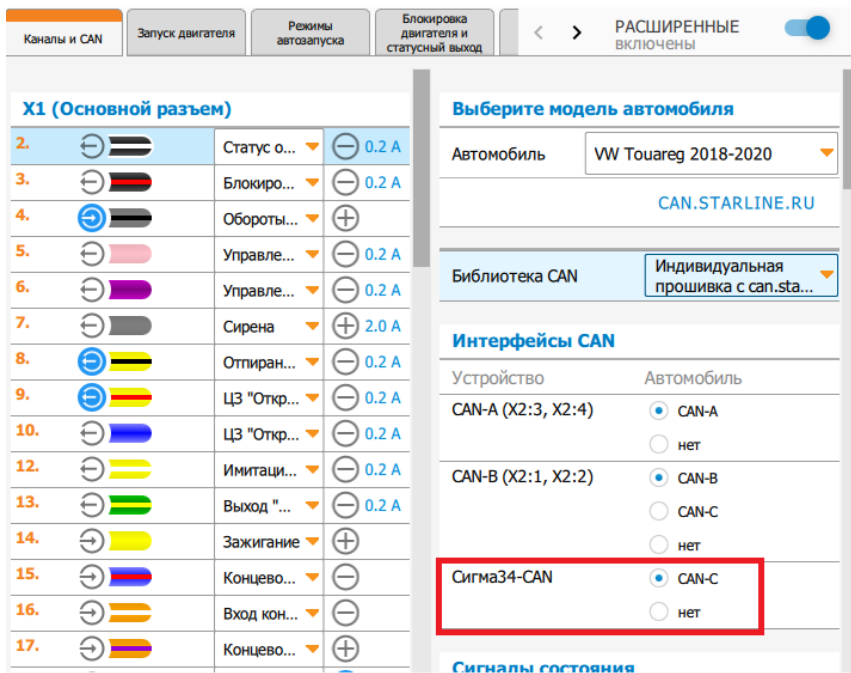 Каналы и CAN
Запуск двигателя
Режимы
автозапуска
Блокировка
двигателя и
статусный выход
РАСШИРЕННЫЕ
включены
X1 (Основной разъем)
2. Статус о... 0.2 A
3. Блокиро... 0.2 A
4. Обороты...
5. Управле... 0.2 A
6. Управле... 0.2 A
7. Сирена 2.0 A
8. Отпиран... 0.2 A
9. ЦЗ "Откр... 0.2 A
10. ЦЗ "Откр... 0.2 A
12. Имитаци... 0.2 A
13. Выход "... 0.2 A
14. Зажигание
15. Концево...
16. Вход кон...
17. Концево...
Выберите модель автомобиля
Автомобиль VW Touareg 2018-2020
CAN.STARLINE.RU
Библиотека CAN
Индивидуальная
прошивка с can.sta...
Интерфейсы CAN
Устройство Автомобиль
CAN-A (X2:3, X2:4) CAN-A
нет
CAN-B (X2:1, X2:2) CAN-B
CAN-C
нет
Сигма34-CAN CAN-C
нет
Сигналы состояния